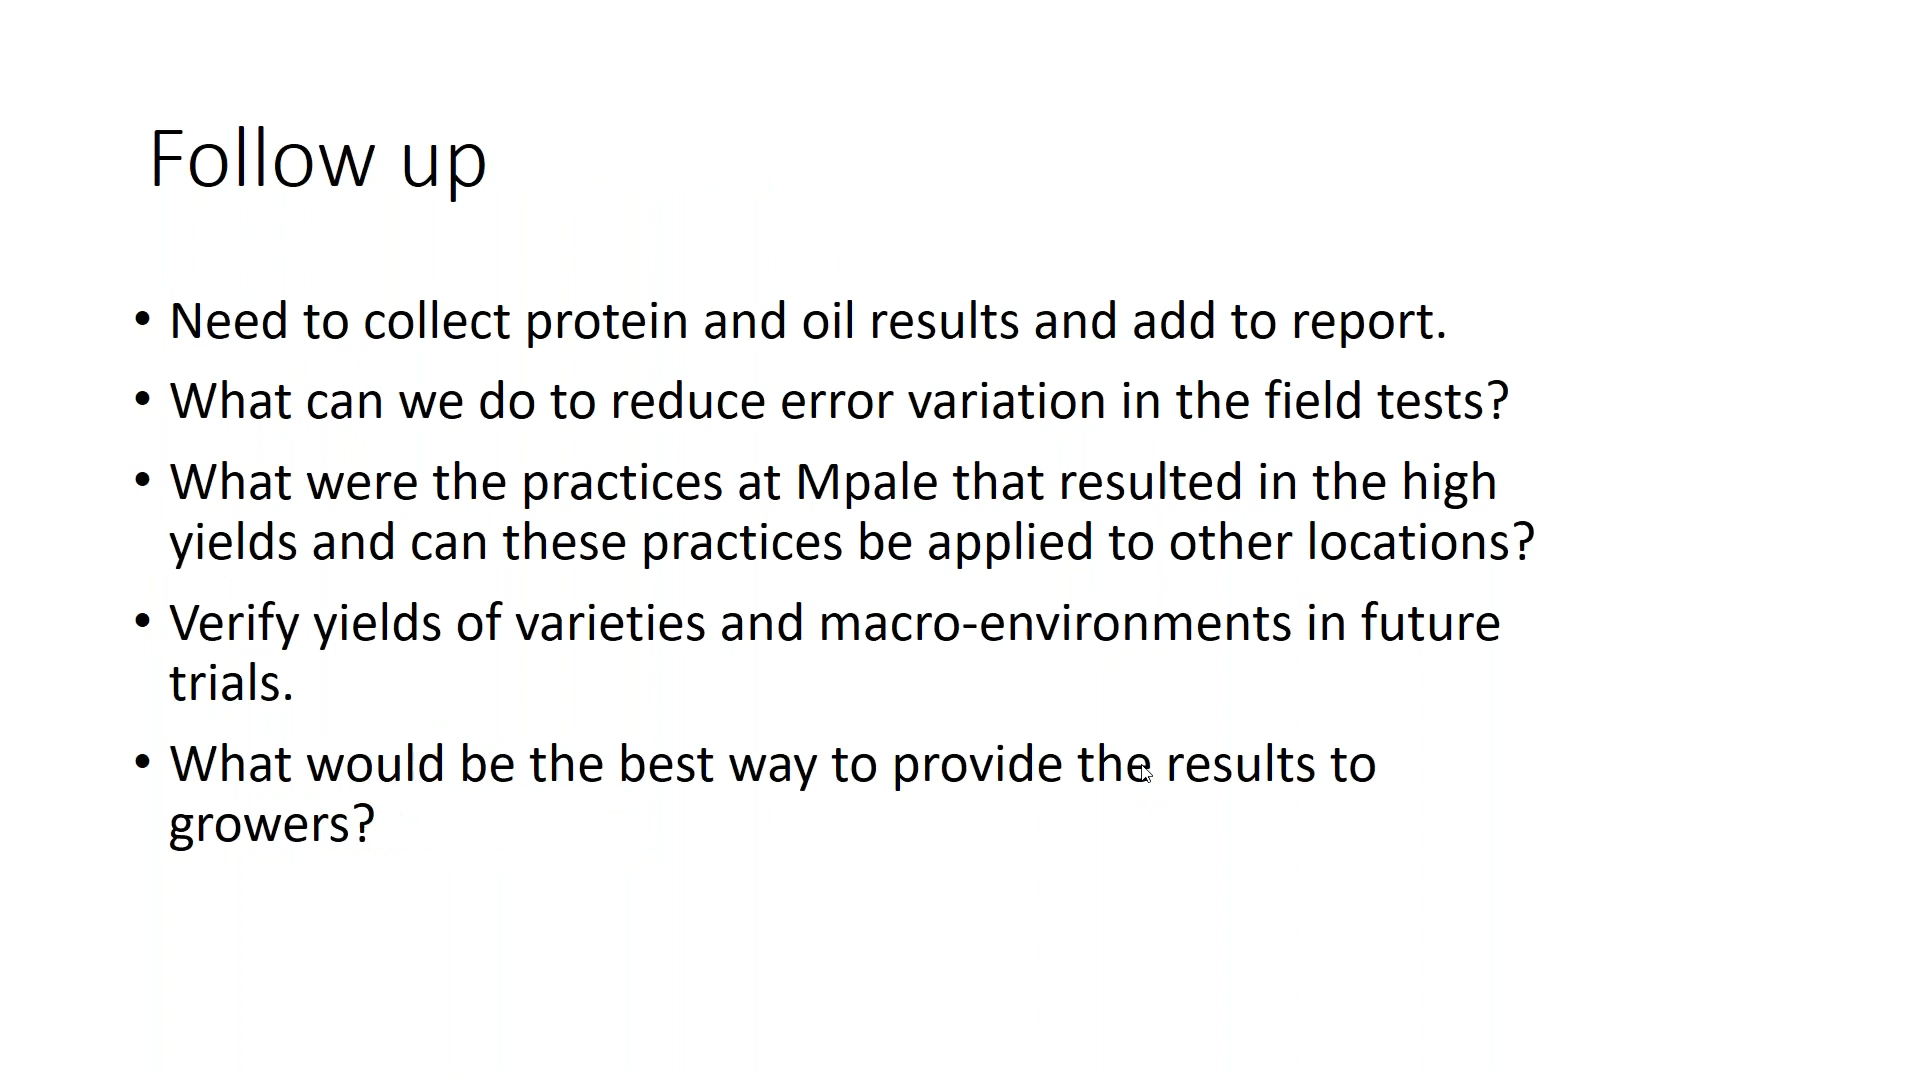 Follow up
• Need to collect protein and oil results and add to report.
• What can we do to reduce error variation in the field tests?
• What were the practices at Mpale that resulted in the high
yields and can these practices be applied to other locations?
• Verify yields of varieties and macro-environments in future
trials.
• What would be the best way to provide the results to
growers?